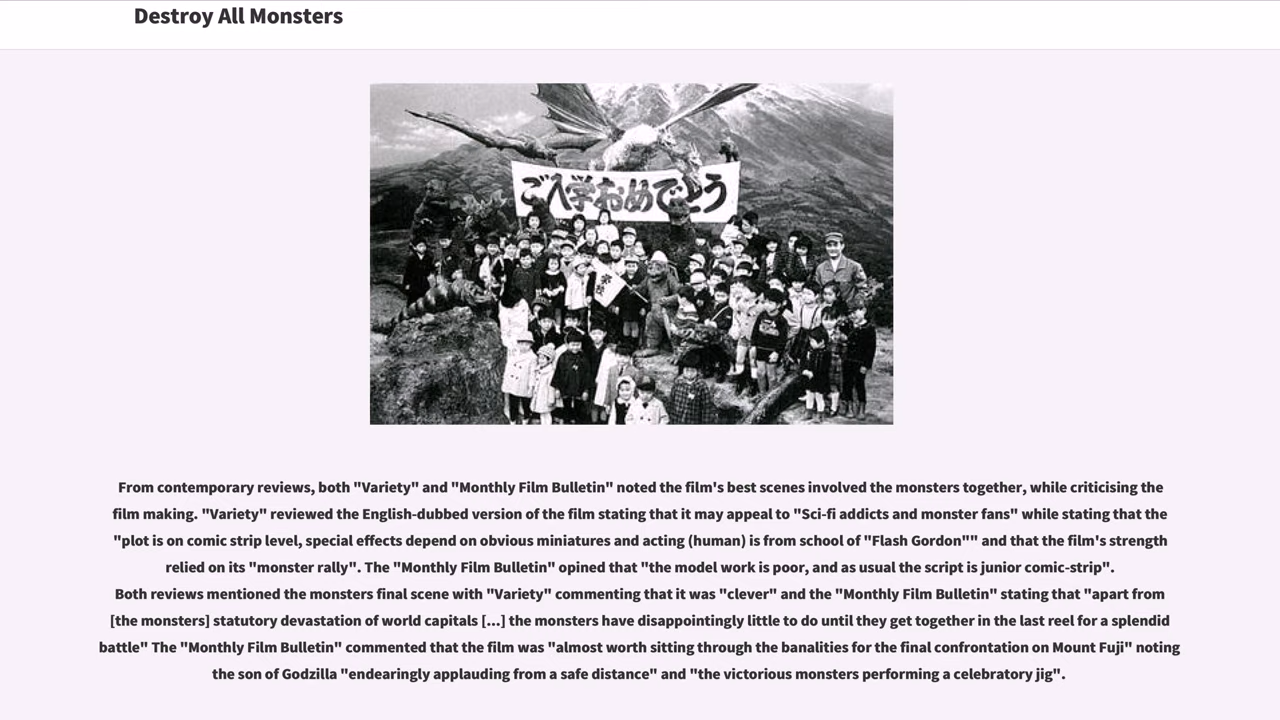 Destroy All Monsters
ご入学おめでとう
From contemporary reviews, both "Variety" and "Monthly Film Bulletin" noted the film's best scenes involved the monsters together, while criticising the
film making. "Variety" reviewed the English-dubbed version of the film stating that it may appeal to "Sci-fi addicts and monster fans" while stating that the
"plot is on comic strip level, special effects depend on obvious miniatures and acting (human) is from school of "Flash Gordon"" and that the film's strength
relied on its "monster rally". The "Monthly Film Bulletin" opined that "the model work is poor, and as usual the script is junior comic-strip".
Both reviews mentioned the monsters final scene with "Variety" commenting that it was "clever" and the "Monthly Film Bulletin" stating that "apart from
[the monsters] statutory devastation of world capitals [...] the monsters have disappointingly little to do until they get together in the last reel for a splendid
battle" The "Monthly Film Bulletin" commented that the film was "almost worth sitting through the banalities for the final confrontation on Mount Fuji" noting
the son of Godzilla "endearingly applauding from a safe distance" and "the victorious monsters performing a celebratory jig".